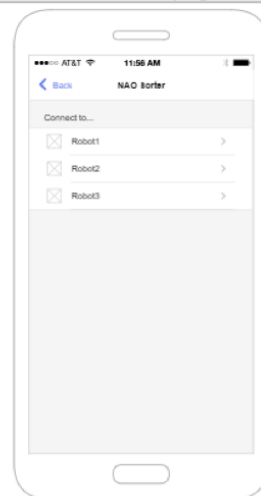 AT&T 11:56 AM
Back NAO Sorter
Connect to...
Robot1
Robot2
Robot3